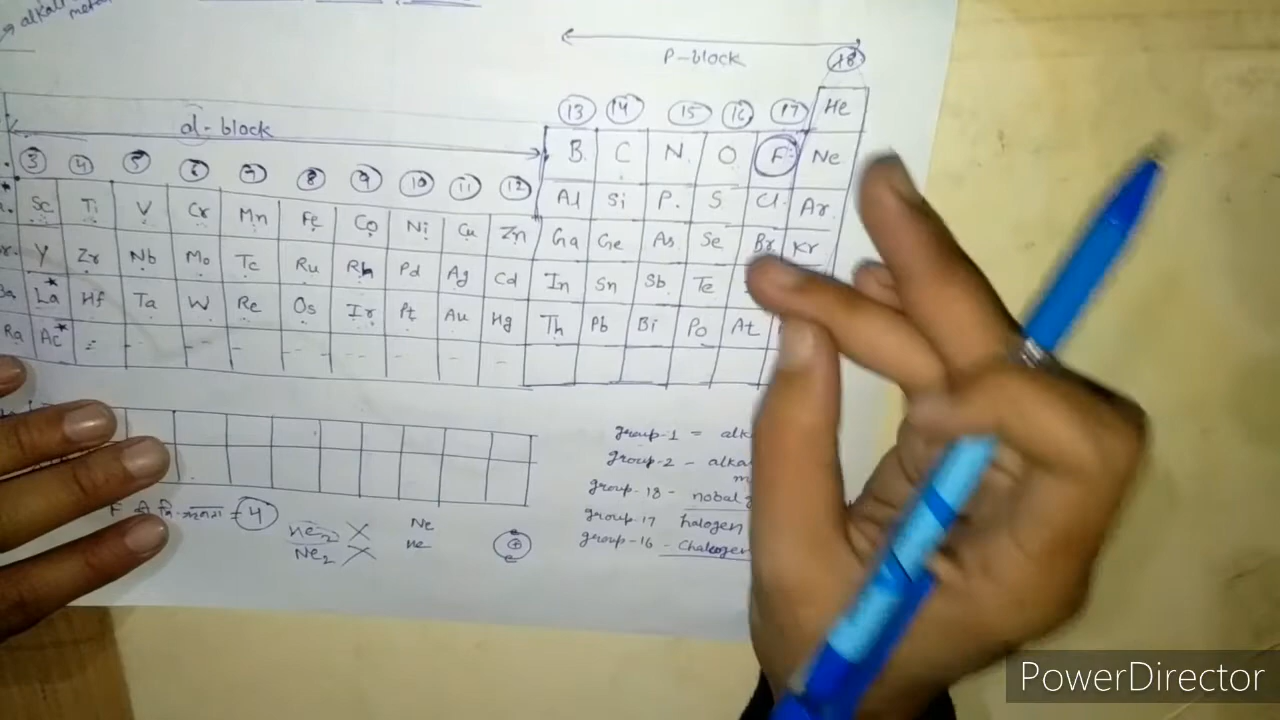 alkali
metal
P-block
18
d-block
13 14 15 16 17 He
3 4 5 6 7 8 9 10 11 12 B C N O F Ne
Sc Ti V Cr Mn Fe Co Ni Cu Zn Al Si P S Cl Ar
Y Zr Nb Mo Tc Ru Rh Pd Ag Cd Ga Ge As Se Br Kr
La* Hf Ta W Re Os Ir Pt Au Hg In Sn Sb Te
Ra Ac* Th Pb Bi Po At
group-1 = alk
group-2 - alka
m
group-18 - nobal g
group-17 halogen
group-16 - chalcogen
F = 4
He2 X Ne
Ne2 X He
PowerDirector